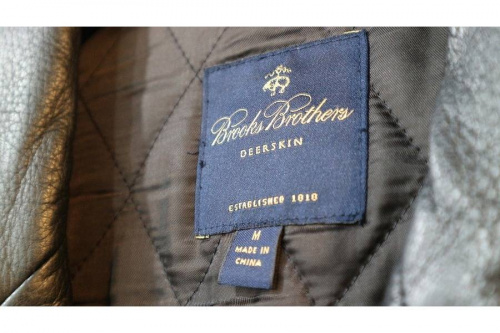 Brooks Brothers
DEERSKIN
ESTABLISHED 1818
M
MADE IN
CHINA